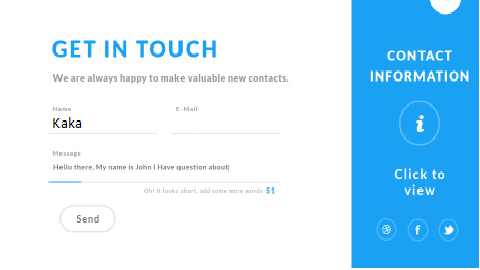 GET IN TOUCH
We are always happy to make valuable new contacts.
Name
E-Mail
Kaka
Message
Hello there, My name is John I Have question about
Oh! It looks short, add some more words 51
Send
CONTACT
INFORMATION
i
Click to
view